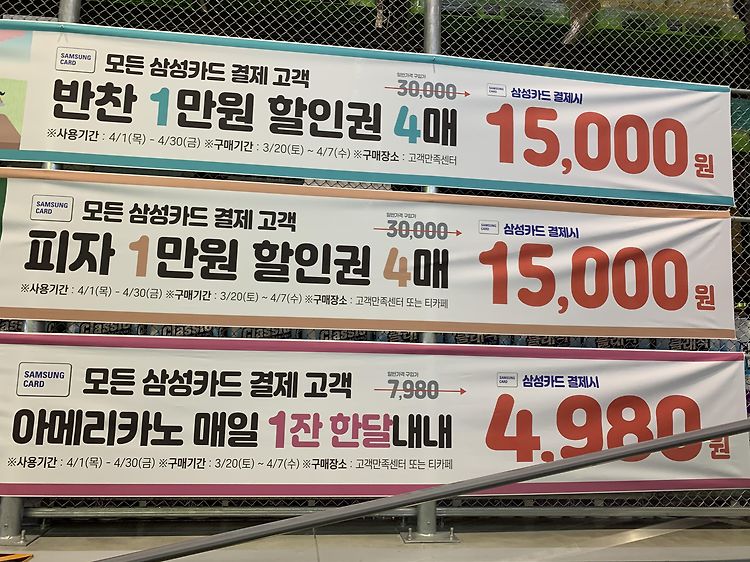 SAMSUNG
CARD
모든 삼성카드 결제 고객
반찬 1만원 할인권 4매
※사용기간 : 4/1(목) - 4/30(금) ※구매기간 : 3/20(토) ~ 4/7(수) ※구매장소 : 고객만족센터
일반가격 구입가
30,000
삼성카드 결제시
15,000원
SAMSUNG
CARD
모든 삼성카드 결제 고객
피자 1만원 할인권 4매
※사용기간 : 4/1(목) - 4/30(금) ※구매기간 : 3/20(토) ~ 4/7(수) ※구매장소 : 고객만족센터 또는 티카페
일반가격 구입가
30,000
SAMSUNG
CARD
삼성카드 결제시
15,000원
SAMSUNG
CARD
모든 삼성카드 결제 고객
아메리카노 매일 1잔 한달내내
※사용기간 : 4/1(목) - 4/30(금) ※구매기간 : 3/20(토) ~ 4/7(수) ※구매장소 : 고객만족센터 또는 티카페
일반가격 구입가
7,980
SAMSUNG
CARD
삼성카드 결제시
4.980원